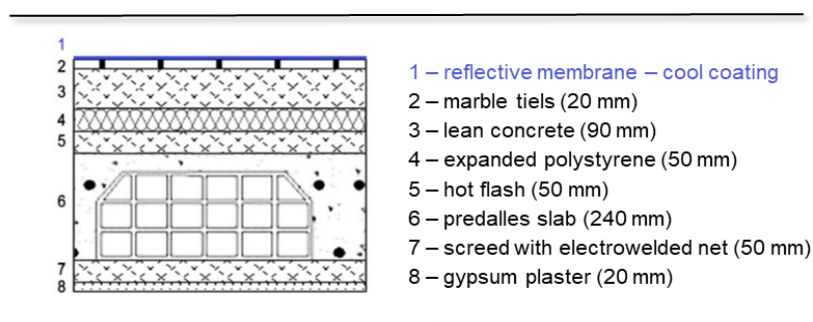 1
2
3
4
5
6
7
8
1 – reflective membrane – cool coating
2 – marble tiels (20 mm)
3 – lean concrete (90 mm)
4 – expanded polystyrene (50 mm)
5 – hot flash (50 mm)
6 – predalles slab (240 mm)
7 – screed with electrowelded net (50 mm)
8 – gypsum plaster (20 mm)